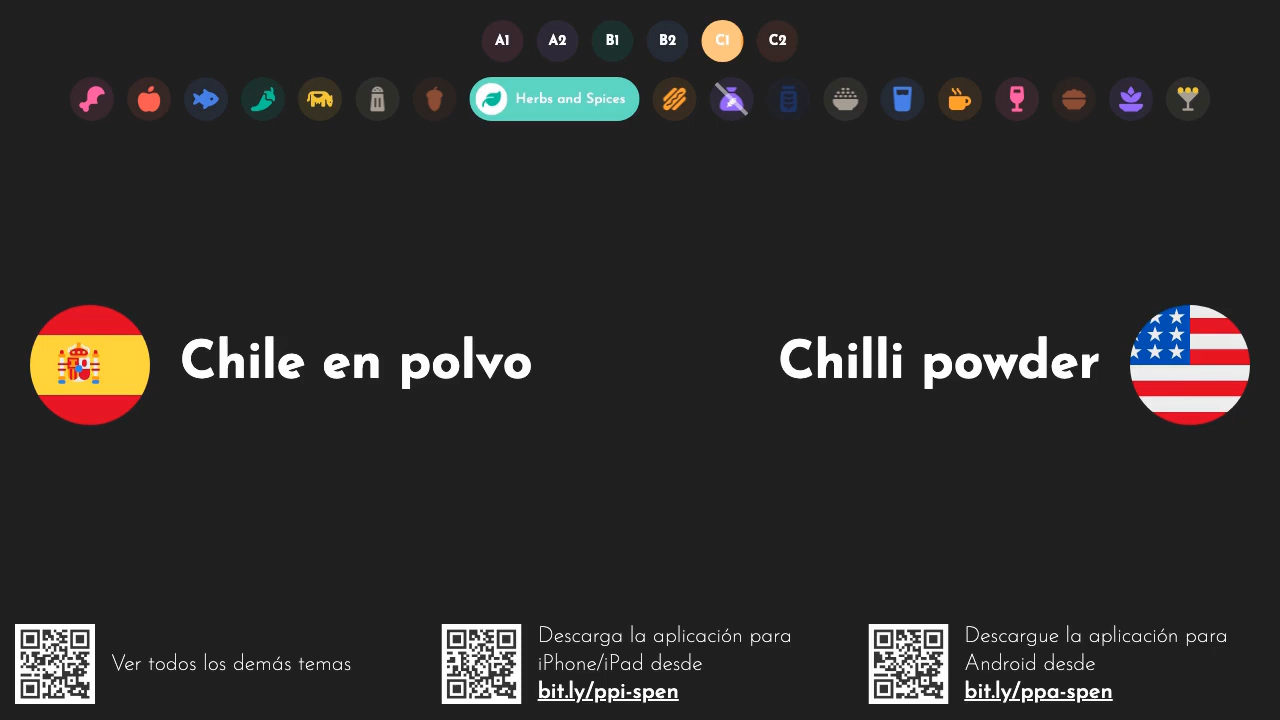 A1 A2 B1 B2 C1 C2
Herbs and Spices
Chile en polvo
Chilli powder
Ver todos los demás temas
Descarga la aplicación para
iPhone/iPad desde
bit.ly/ppi-spen
Descargue la aplicación para
Android desde
bit.ly/ppa-spen